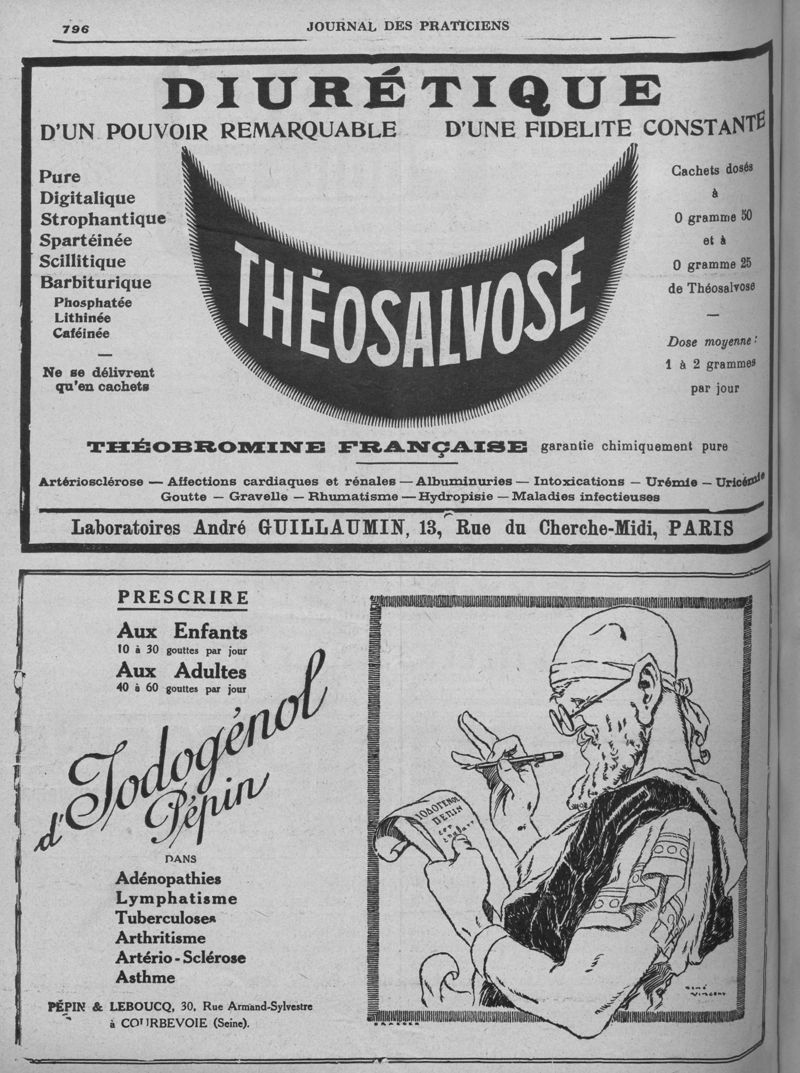 796
JOURNAL DES PRATICIENS
DIURÉTIQUE
D'UN POUVOIR REMARQUABLE D'UNE FIDELITE CONSTANTE
Pure
Digitalique
Strophantique
Spartéinée
Scillitique
Barbiturique
Phosphatée
Lithinée
Caféinée
Ne se délivrent
qu'en cachets
THÉOSALVOSE
Cachets dosés
à
0 gramme 50
et à
0 gramme 25
de Théosalvose
Dose moyenne :
1 à 2 grammes
par jour
THÉOBROMINE FRANÇAISE garantie chimiquement pure
Artériosclérose — Affections cardiaques et rénales — Albuminuries — Intoxications — Urémie — Uricémie
Goutte — Gravelle — Rhumatisme — Hydropisie — Maladies infectieuses
Laboratoires André GUILLAUMIN, 13, Rue du Cherche-Midi, PARIS
PRESCRIRE
Aux Enfants
10 à 30 gouttes par jour
Aux Adultes
40 à 60 gouttes par jour
d'Iodogénol
Pépin
DANS
Adénopathies
Lymphatisme
Tuberculoses
Arthritisme
Artério-Sclérose
Asthme
PÉPIN & LEBOUCQ, 30, Rue Armand-Sylvestre
à COURBEVOIE (Seine).
ΙΟΔΟΓΕΝΟΛ
ΠΕΠΙΝ
RENÉ
VINCENT
DRAEGER